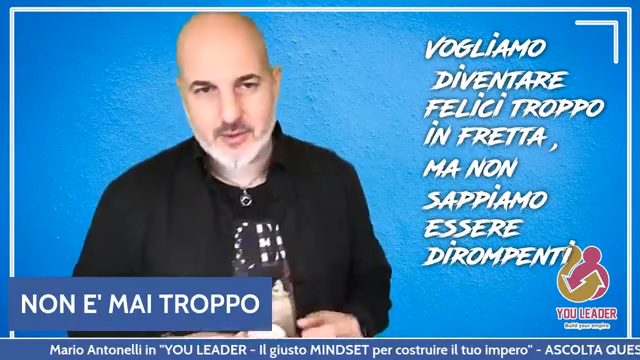 VOGLIAMO
DIVENTARE
FELICI TROPPO
IN FRETTA,
MA NON
SAPPIAMO
ESSERE
DIROMPENTI
YOU LEADER
Build your empire
NON E' MAI TROPPO
Mario Antonelli in "YOU LEADER - Il giusto MINDSET per costruire il tuo impero" - ASCOLTA QUES